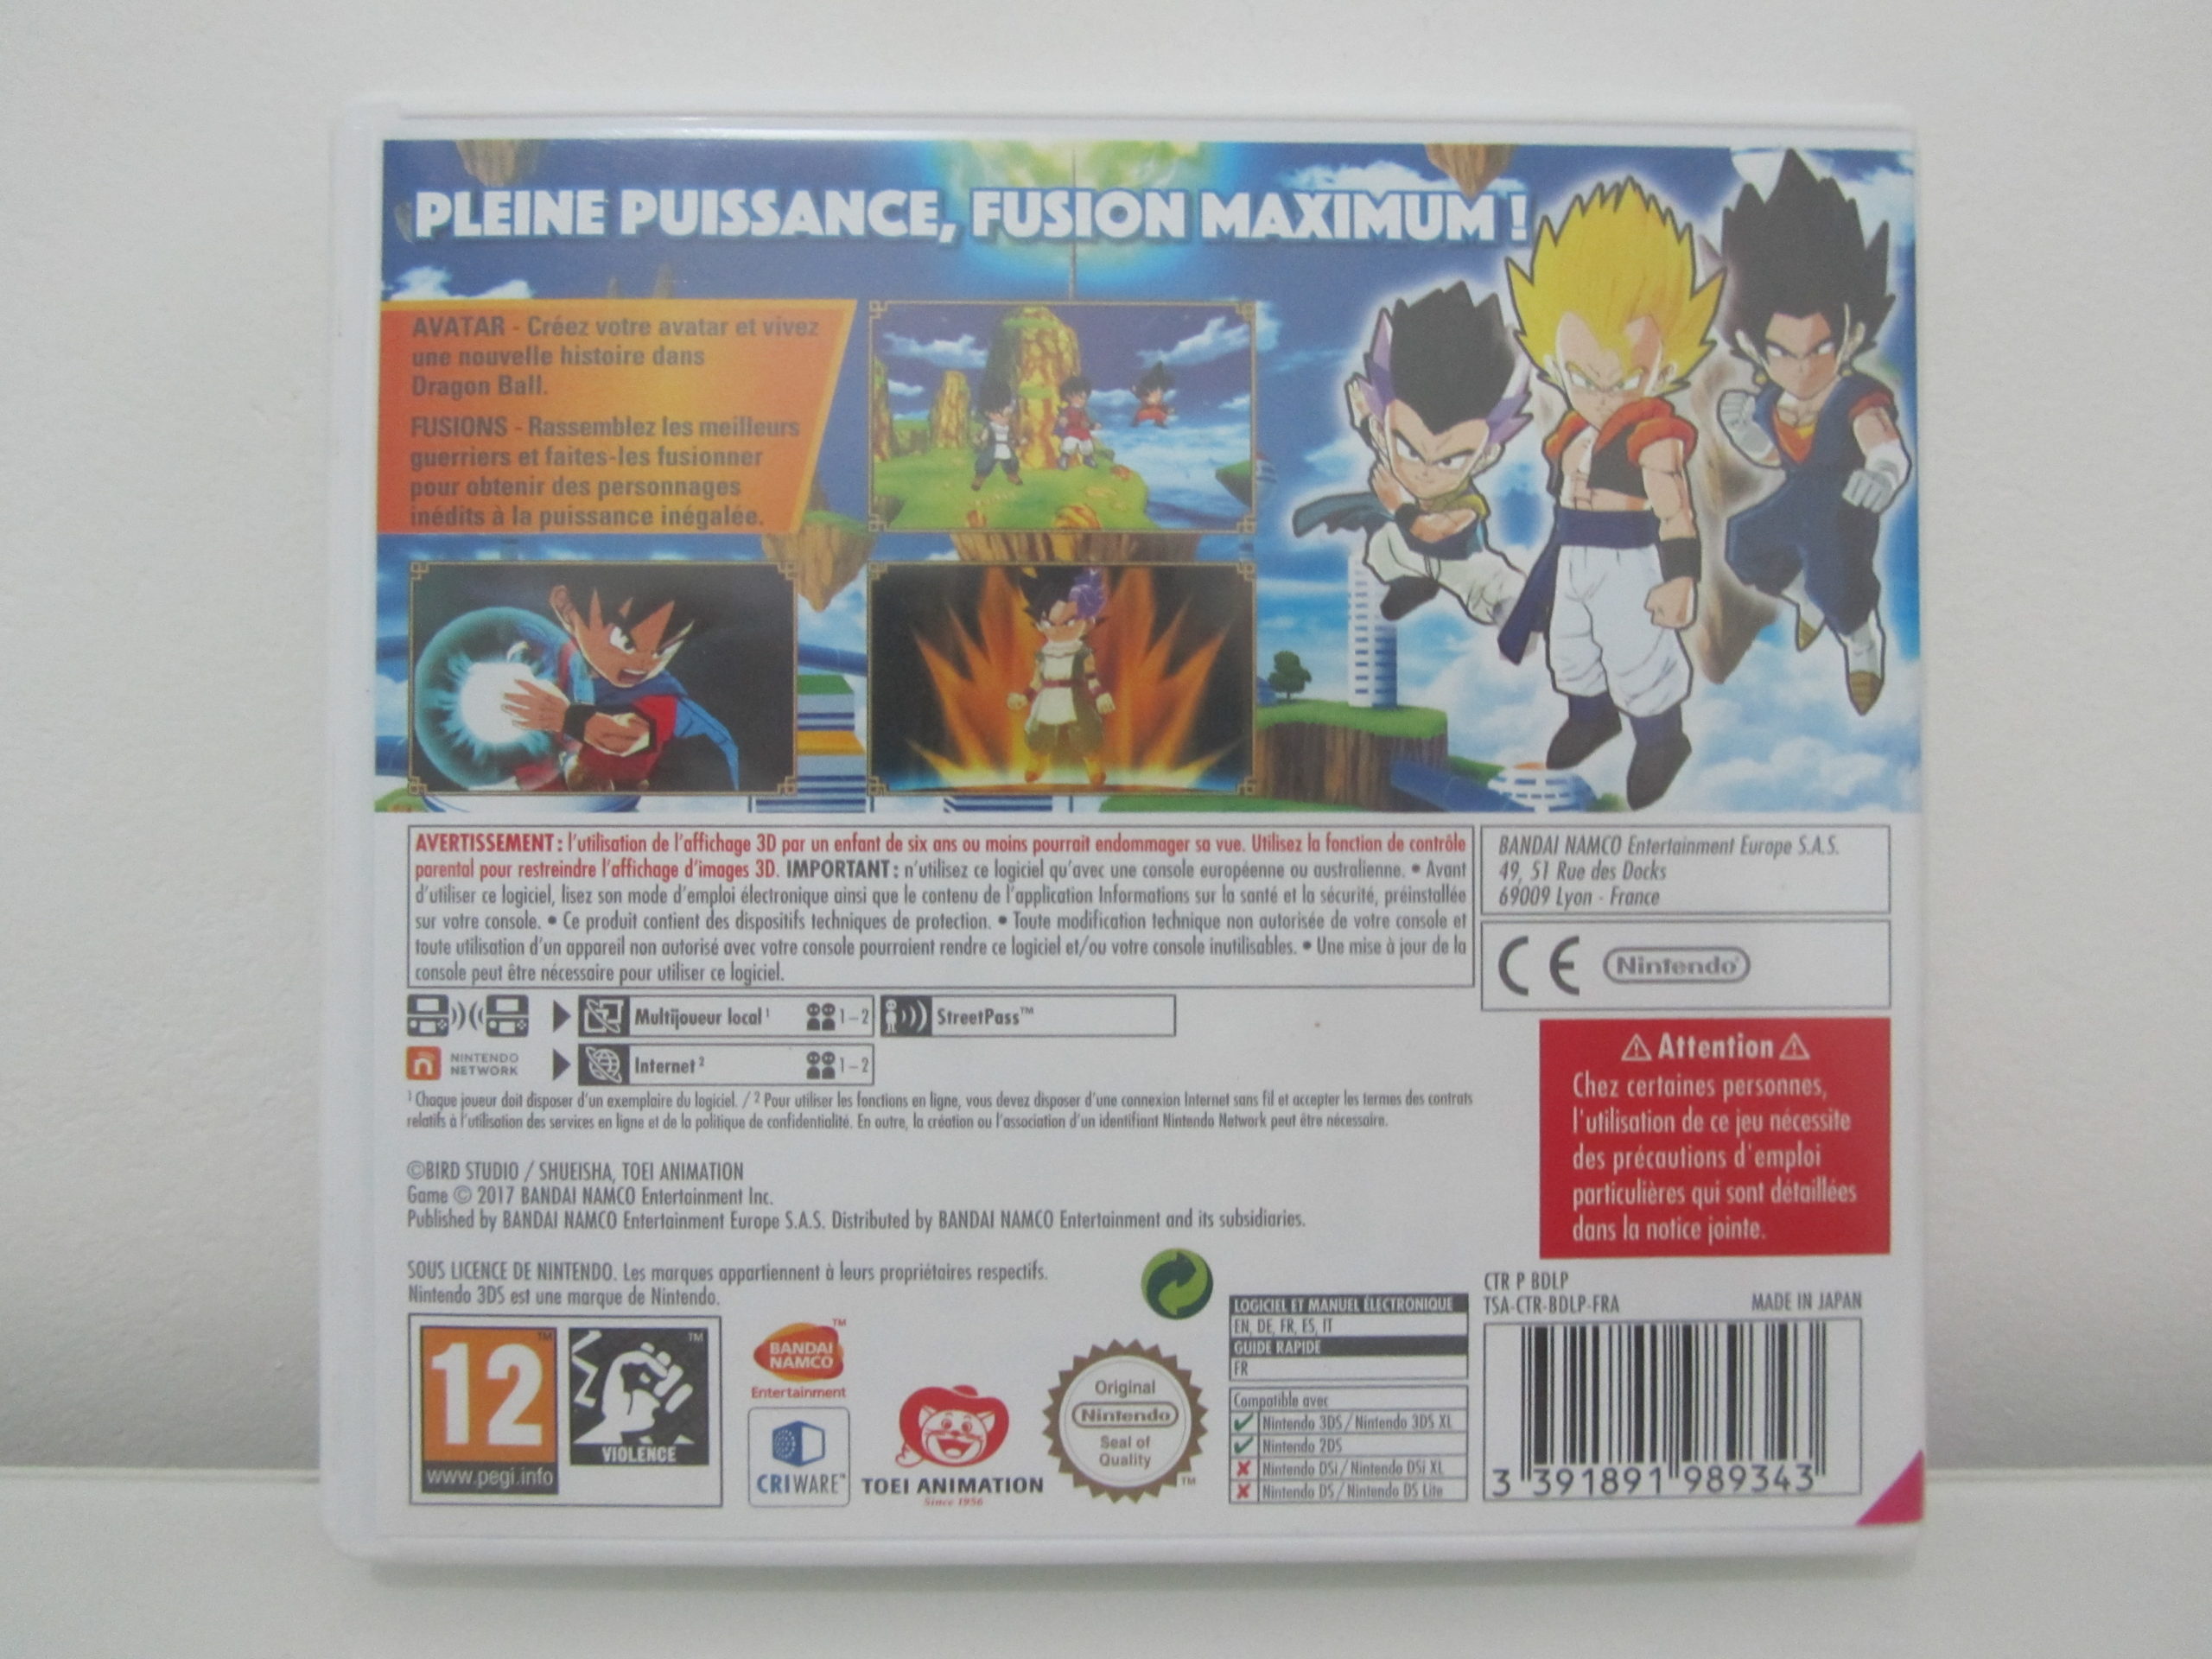 PLEINE PUISSANCE, FUSION MAXIMUM !
AVATAR - Créez votre avatar et vivez
une nouvelle histoire dans
Dragon Ball.
FUSIONS - Rassemblez les meilleurs
guerriers et faites-les fusionner
pour obtenir des personnages
inédits à la puissance inégalée.
AVERTISSEMENT : l'utilisation de l'affichage 3D par un enfant de six ans ou moins pourrait endommager sa vue. Utilisez la fonction de contrôle
parental pour restreindre l'affichage d'images 3D. IMPORTANT : n'utilisez ce logiciel qu'avec une console européenne ou australienne. • Avant
d'utiliser ce logiciel, lisez son mode d'emploi électronique ainsi que le contenu de l'application Informations sur la santé et la sécurité, préinstallée
sur votre console. • Ce produit contient des dispositifs techniques de protection. • Toute modification technique non autorisée de votre console et
toute utilisation d'un appareil non autorisé avec votre console pourraient rendre ce logiciel et/ou votre console inutilisables. • Une mise à jour de la
console peut être nécessaire pour utiliser ce logiciel.
BANDAI NAMCO Entertainment Europe S.A.S.
49, 51 Rue des Docks
69009 Lyon - France
CE Nintendo®
Multijoueur local¹ 1-2 StreetPass™
NINTENDO
NETWORK
Internet² 1-2
¹ Chaque joueur doit disposer d'un exemplaire du logiciel. / ² Pour utiliser les fonctions en ligne, vous devez disposer d'une connexion Internet sans fil et accepter les termes des contrats
relatifs à l'utilisation des services en ligne et de la politique de confidentialité. En outre, la création ou l'association d'un identifiant Nintendo Network peut être nécessaire.
Attention
Chez certaines personnes,
l'utilisation de ce jeu nécessite
des précautions d'emploi
particulières qui sont détaillées
dans la notice jointe.
©BIRD STUDIO / SHUEISHA, TOEI ANIMATION
Game © 2017 BANDAI NAMCO Entertainment Inc.
Published by BANDAI NAMCO Entertainment Europe S.A.S. Distributed by BANDAI NAMCO Entertainment and its subsidiaries.
SOUS LICENCE DE NINTENDO. Les marques appartiennent à leurs propriétaires respectifs.
Nintendo 3DS est une marque de Nintendo.
12™
www.pegi.info
VIOLENCE
™
BANDAI
NAMCO
™
Entertainment
CRIWARE™
TOEI ANIMATION
Since 1956
Original
Nintendo
Seal of
Quality
™
LOGICIEL ET MANUEL ÉLECTRONIQUE
EN, DE, FR, ES, IT
GUIDE RAPIDE
FR
Compatible avec
Nintendo 3DS / Nintendo 3DS XL
Nintendo 2DS
Nintendo DSi / Nintendo DSi XL
Nintendo DS / Nintendo DS Lite
CTR P BDLP
TSA-CTR-BDLP-FRA
MADE IN JAPAN
3 391891 989343